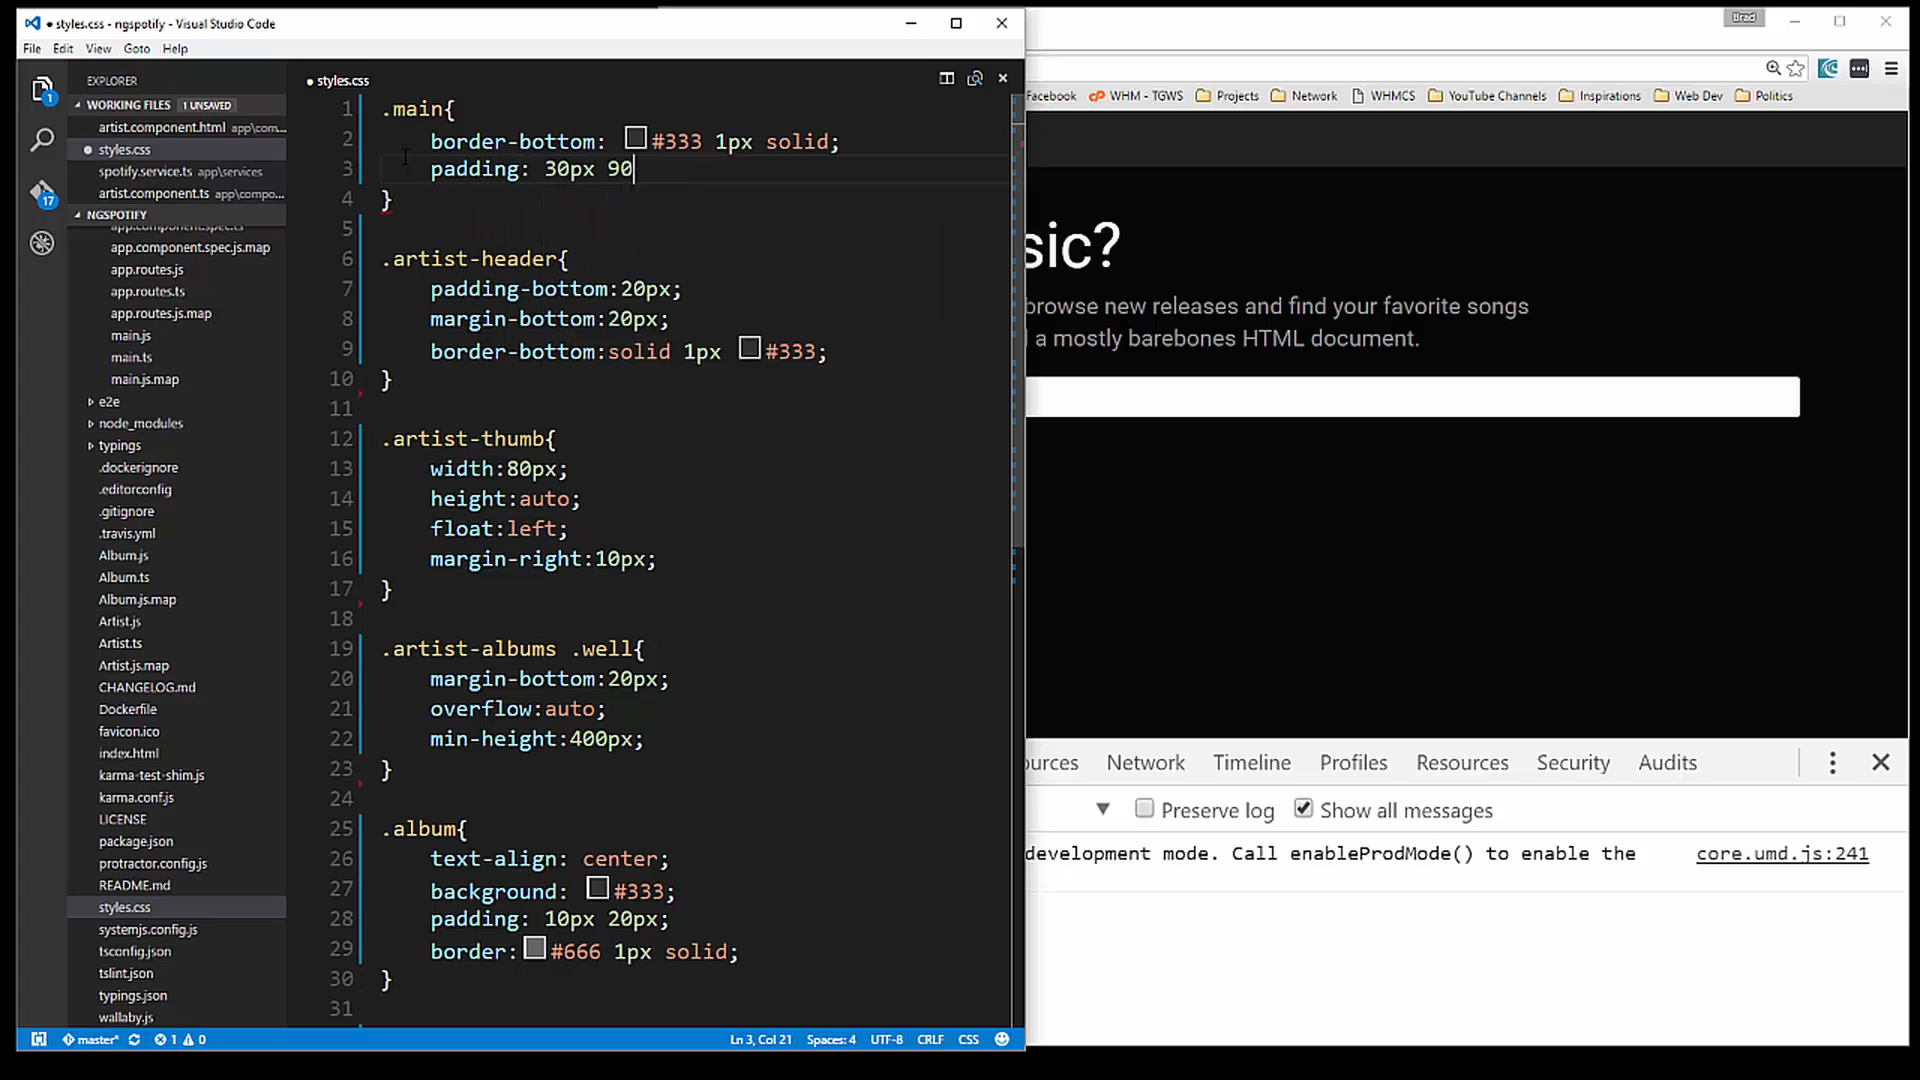 styles.css - ngspotify - Visual Studio Code
File Edit View Goto Help
EXPLORER
WORKING FILES 1 UNSAVED
artist.component.html app\com...
styles.css
spotify.service.ts app\services
artist.component.ts app\compo...
NGSPOTIFY
app.component.spec.ts
app.component.spec.js.map
app.routes.js
app.routes.ts
app.routes.js.map
main.js
main.ts
main.js.map
e2e
node_modules
typings
.dockerignore
.editorconfig
.gitignore
.travis.yml
Album.js
Album.ts
Album.js.map
Artist.js
Artist.ts
Artist.js.map
CHANGELOG.md
Dockerfile
favicon.ico
index.html
karma-test-shim.js
karma.conf.js
LICENSE
package.json
protractor.config.js
README.md
styles.css
systemjs.config.js
tsconfig.json
tslint.json
typings.json
wallaby.js
1
17
styles.css
1 .main{
2 border-bottom: #333 1px solid;
3 padding: 30px 90
4 }
5
6 .artist-header{
7 padding-bottom:20px;
8 margin-bottom:20px;
9 border-bottom:solid 1px #333;
10 }
11
12 .artist-thumb{
13 width:80px;
14 height:auto;
15 float:left;
16 margin-right:10px;
17 }
18
19 .artist-albums .well{
20 margin-bottom:20px;
21 overflow:auto;
22 min-height:400px;
23 }
24
25 .album{
26 text-align: center;
27 background: #333;
28 padding: 10px 20px;
29 border: #666 1px solid;
30 }
31
master* 1 0 Ln 3, Col 21 Spaces: 4 UTF-8 CRLF CSS
Brad
Facebook WHM - TGWS Projects Network WHMCS YouTube Channels Inspirations Web Dev Politics
sic?
browse new releases and find your favorite songs
a mostly barebones HTML document.
ources Network Timeline Profiles Resources Security Audits
Preserve log Show all messages
development mode. Call enableProdMode() to enable the core.umd.js:241